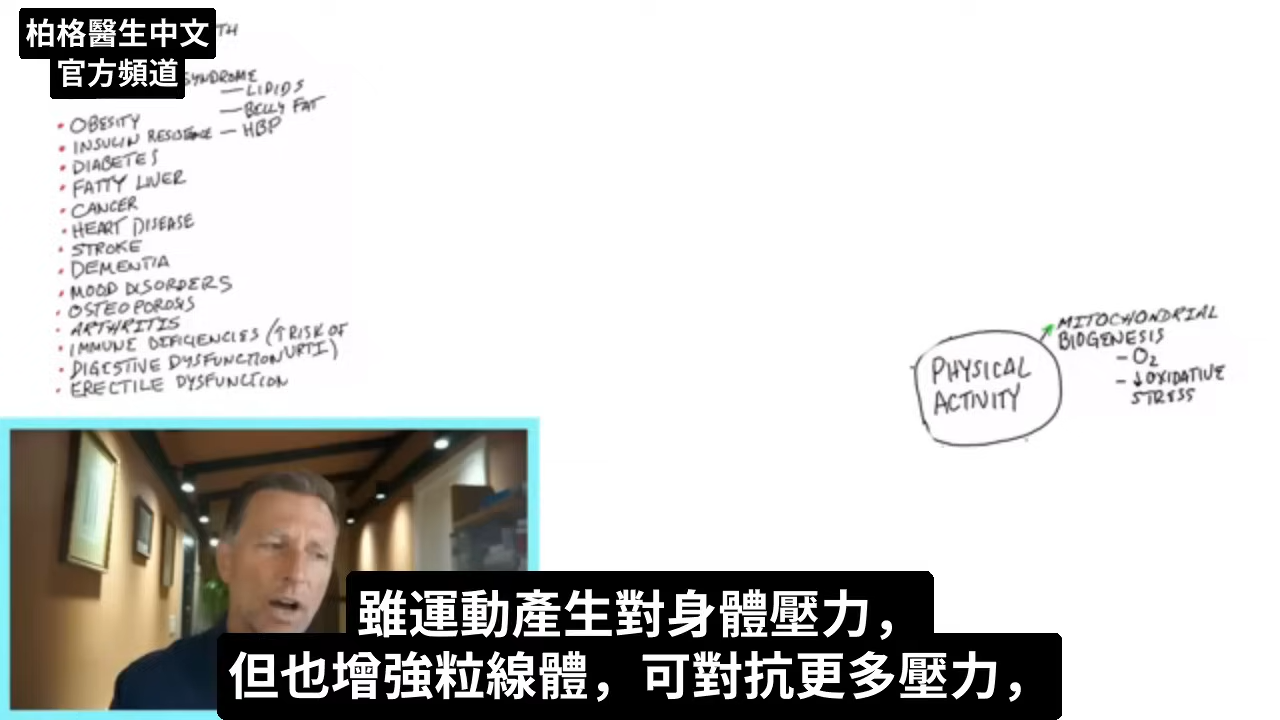 柏格醫生中文
官方頻道
TH
SYNDROME
— LIPIDS
— BELLY FAT
• OBESITY
• INSULIN RESISTANCE — HBP
• DIABETES
• FATTY LIVER
• CANCER
• HEART DISEASE
• STROKE
• DEMENTIA
• MOOD DISORDERS
• OSTEOPOROSIS
• ARTHRITIS
• IMMUNE DEFICIENCIES (↑ RISK OF
URTI)
• DIGESTIVE DYSFUNCTION
• ERECTILE DYSFUNCTION
PHYSICAL
ACTIVITY
MITOCHONDRIAL
BIOGENESIS
– O2
– ↓ OXIDATIVE
STRESS
雖運動產生對身體壓力，
但也增強粒線體，可對抗更多壓力，